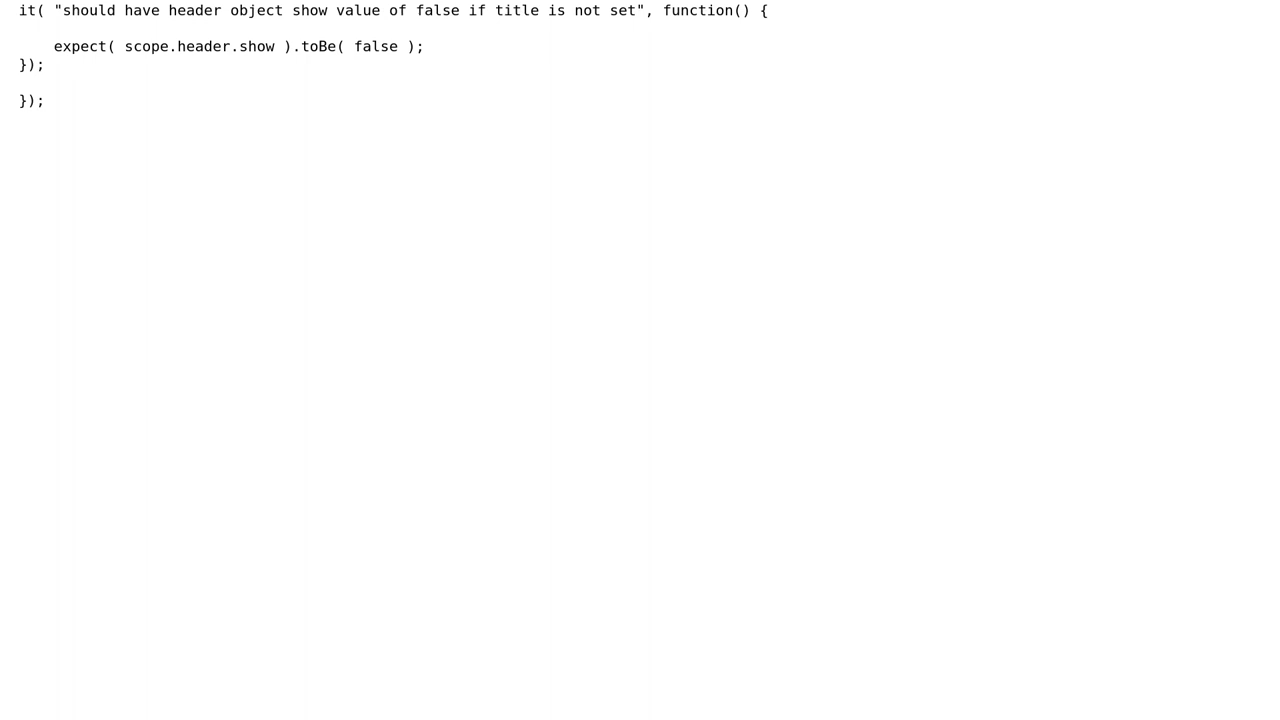 it( "should have header object show value of false if title is not set", function() {
    expect( scope.header.show ).toBe( false );
});
});